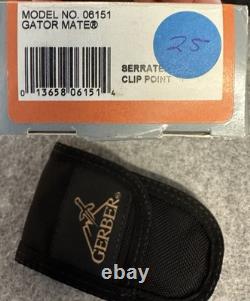 MODEL NO. 06151
GATOR MATE®
25
0 13658 06151 4
SERRATE
CLIP POINT
GERBER®